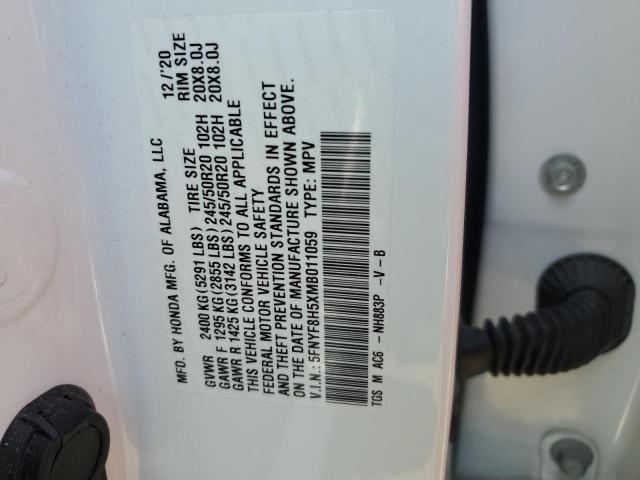 MFD. BY HONDA MFG. OF ALABAMA, LLC 12/'20
TIRE SIZE RIM SIZE
GVWR 2400 KG(5291 LBS)
GAWR F 1295 KG(2855 LBS) 245/50R20 102H 20X8.0J
GAWR R 1425 KG(3142 LBS) 245/50R20 102H 20X8.0J
THIS VEHICLE CONFORMS TO ALL APPLICABLE
FEDERAL MOTOR VEHICLE SAFETY
AND THEFT PREVENTION STANDARDS IN EFFECT
ON THE DATE OF MANUFACTURE SHOWN ABOVE.
V.I.N.: 5FNYF8H5XMB011059 TYPE: MPV
TGS M AC6 - NH883P -V-B